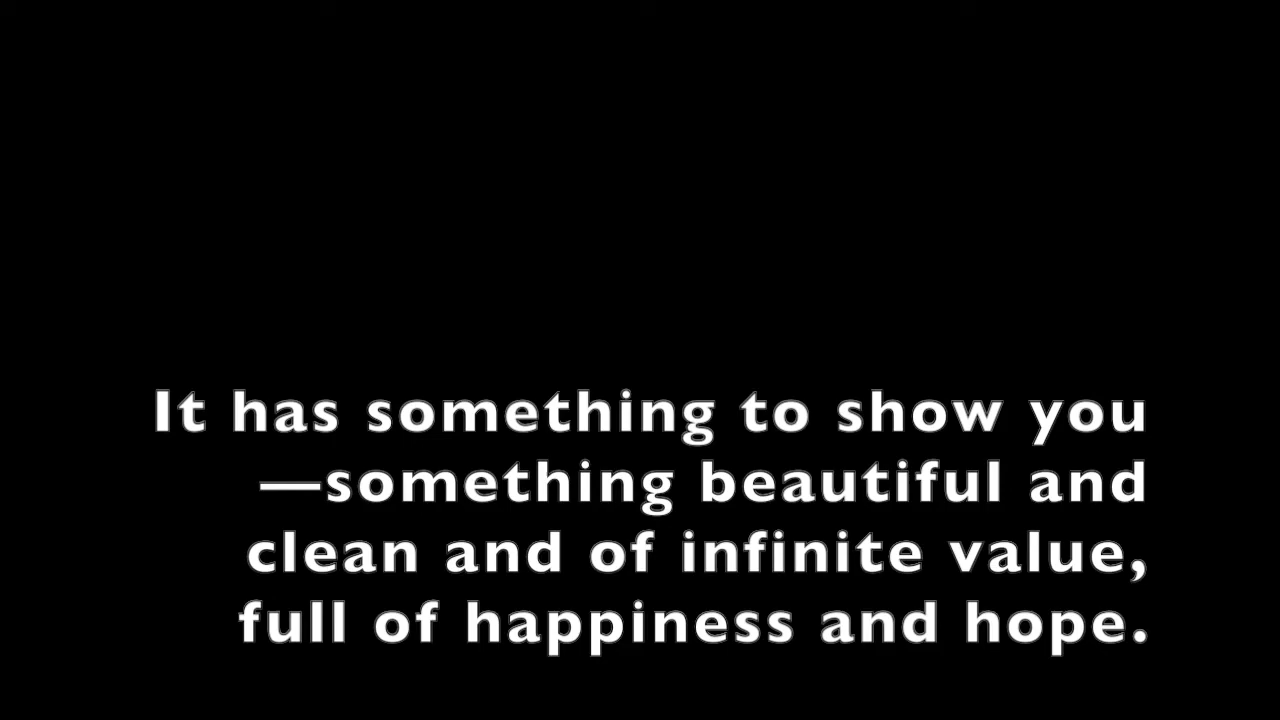 It has something to show you
—something beautiful and
clean and of infinite value,
full of happiness and hope.